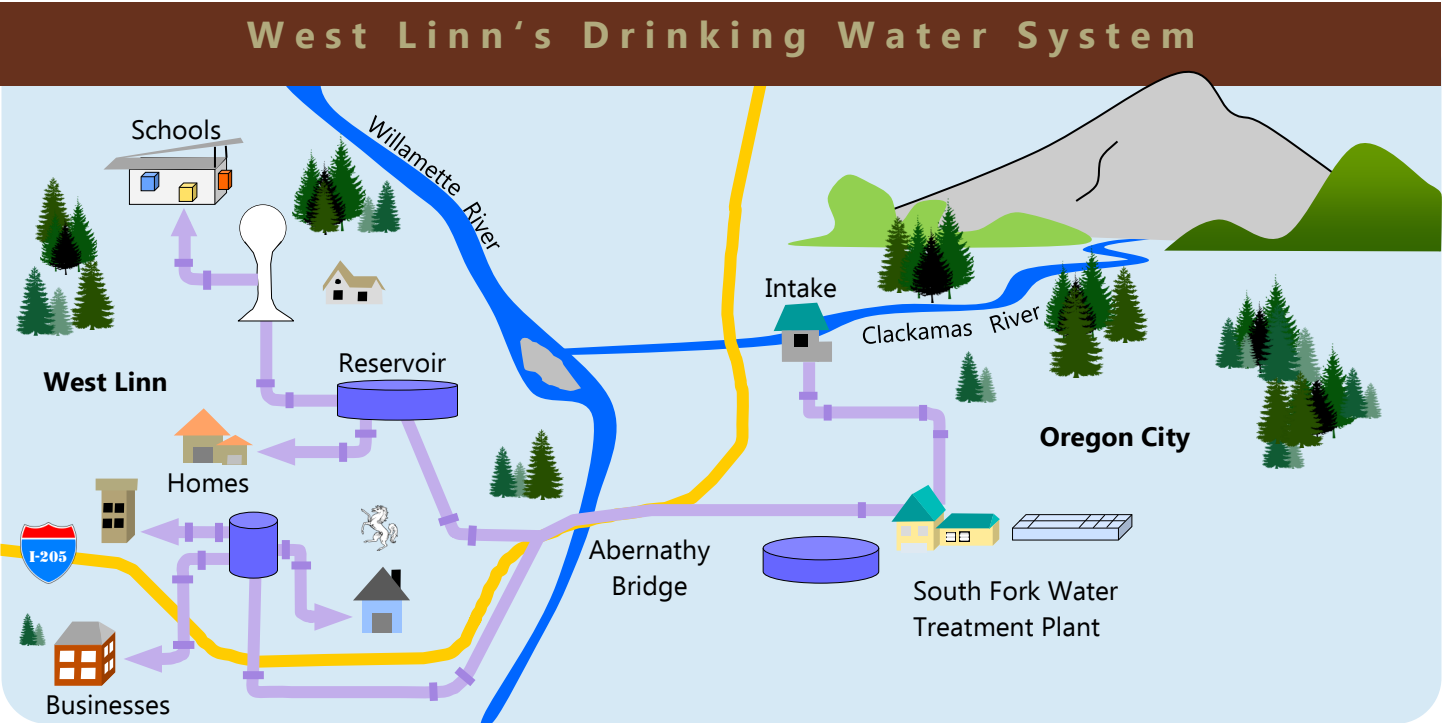 West Linn‘s Drinking Water System
Schools
Willamette River
Intake
Clackamas River
Reservoir
West Linn
Oregon City
Homes
I-205
Abernathy
Bridge
South Fork Water
Treatment Plant
Businesses